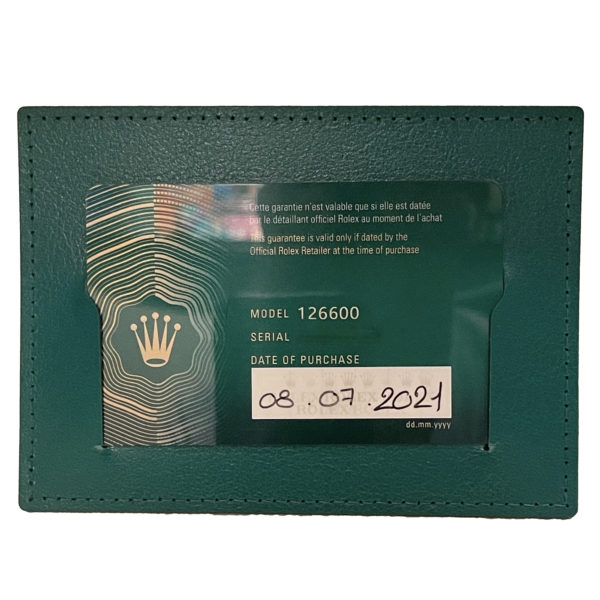 Cette garantie n'est valable que si elle est datée
par le détaillant officiel Rolex au moment de l'achat
This guarantee is valid only if dated by the
Official Rolex Retailer at the time of purchase
MODEL 126600
SERIAL
DATE OF PURCHASE
08.07.2021
dd.mm.yyyy